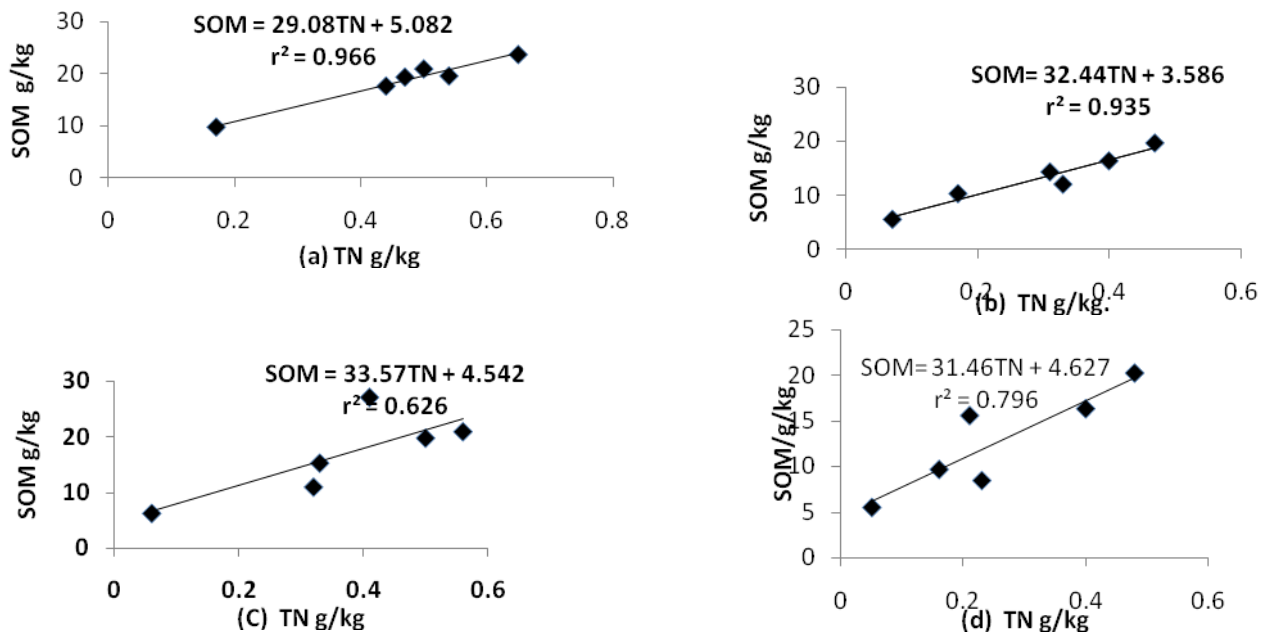 SOM = 29.08TN + 5.082
r² = 0.966
30
20
10
0
SOM g/kg
0
0.2
0.4
0.6
0.8
(a) TN g/kg
SOM= 32.44TN + 3.586
r² = 0.935
30
20
10
0
SOM g/kg
0
0.2
0.4
0.6
(b) TN g/kg.
SOM = 33.57TN + 4.542
r² = 0.626
30
20
10
0
SOM g/kg
0
0.2
0.4
0.6
(C) TN g/kg
SOM= 31.46TN + 4.627
r² = 0.796
25
20
15
10
5
0
SOM/g/kg
0
0.2
0.4
0.6
(d) TN g/kg